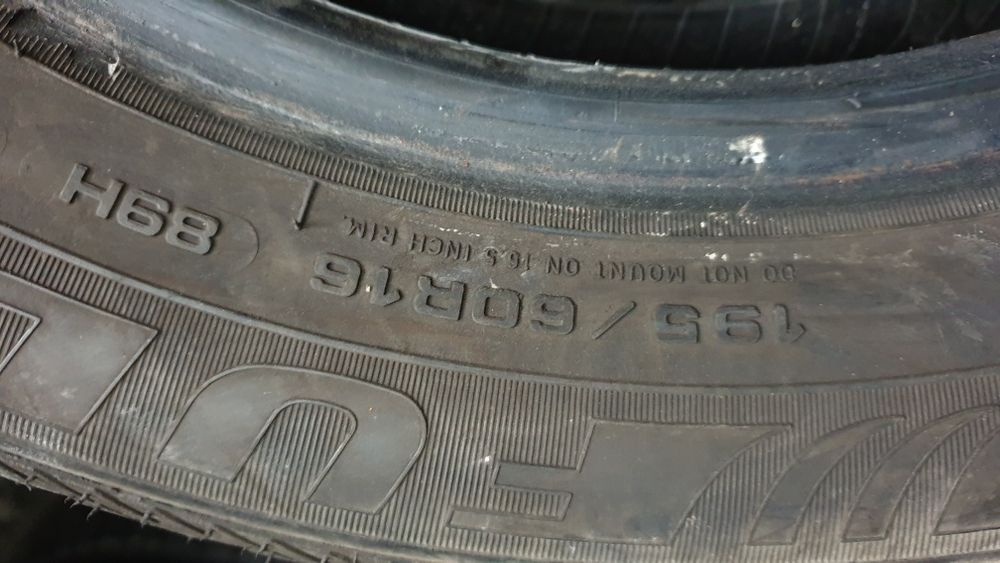 195/60R16 89H
DO NOT MOUNT ON 16.5 INCH RIM.